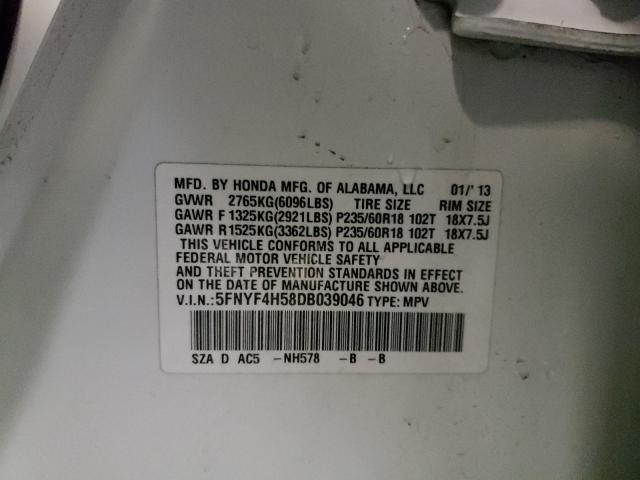 MFD. BY HONDA MFG. OF ALABAMA, LLC 01/' 13
GVWR 2765KG(6096LBS) TIRE SIZE RIM SIZE
GAWR F 1325KG(2921LBS) P235/60R18 102T 18X7.5J
GAWR R1525KG(3362LBS) P235/60R18 102T 18X7.5J
THIS VEHICLE CONFORMS TO ALL APPLICABLE
FEDERAL MOTOR VEHICLE SAFETY
AND THEFT PREVENTION STANDARDS IN EFFECT
ON THE DATE OF MANUFACTURE SHOWN ABOVE.
V.I.N.:5FNYF4H58DB039046 TYPE: MPV
SZA D AC5 -NH578 -B -B